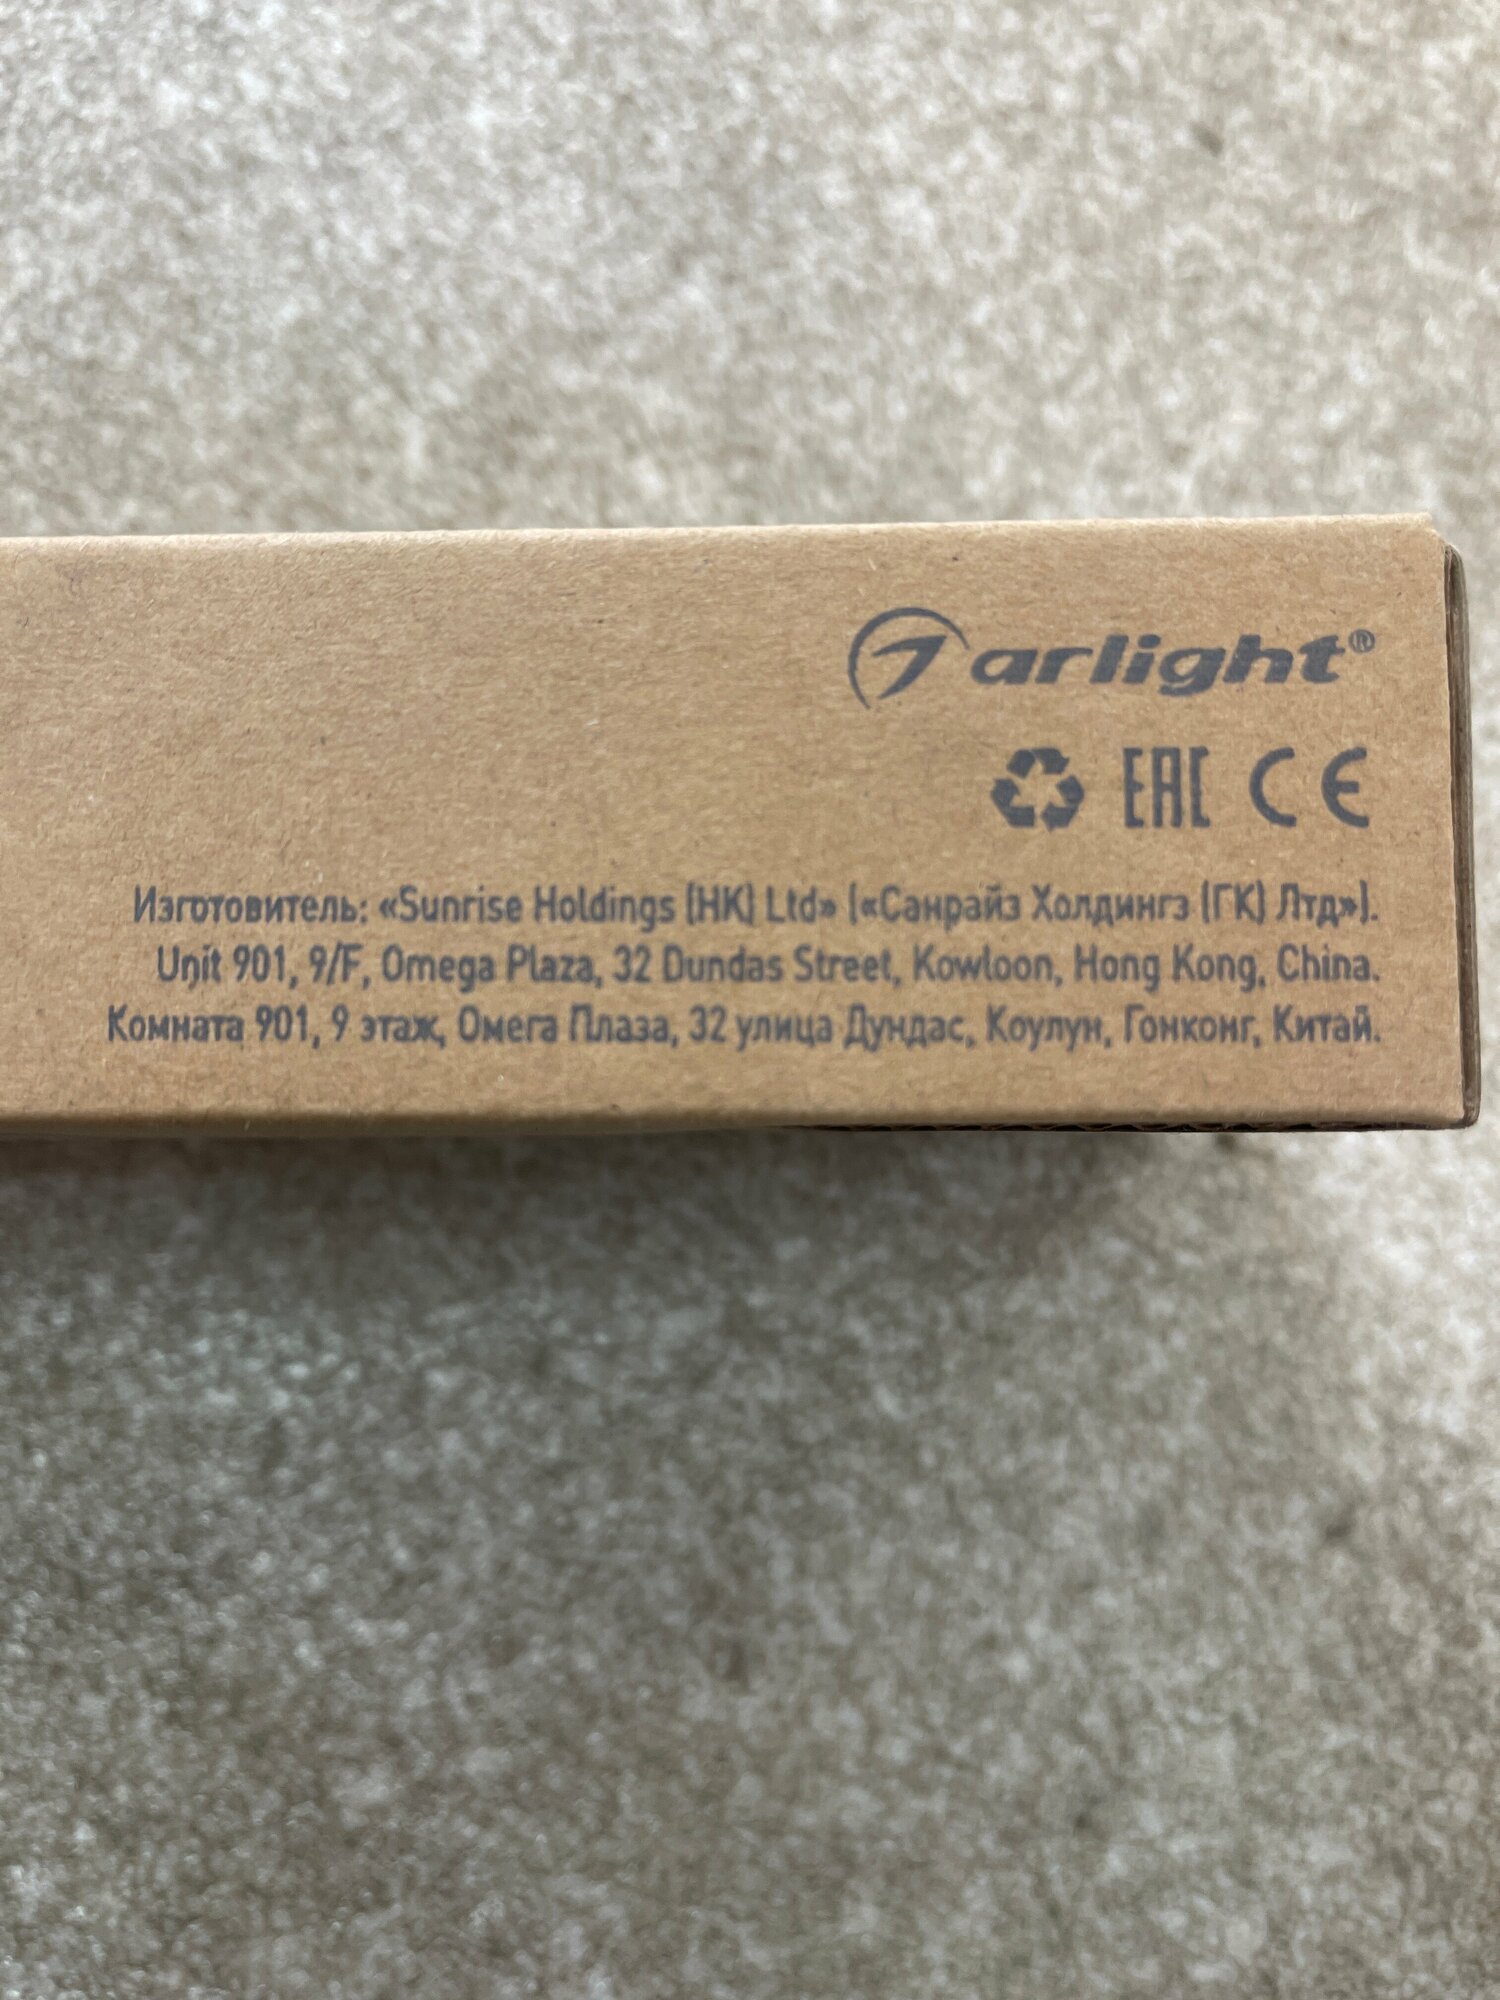 arlight®
EAC CE
Изготовитель: «Sunrise Holdings (HK) Ltd» («Санрайз Холдингз (ГК) Лтд»).
Unit 901, 9/F, Omega Plaza, 32 Dundas Street, Kowloon, Hong Kong, China.
Комната 901, 9 этаж, Омега Плаза, 32 улица Дундас, Коулун, Гонконг, Китай.